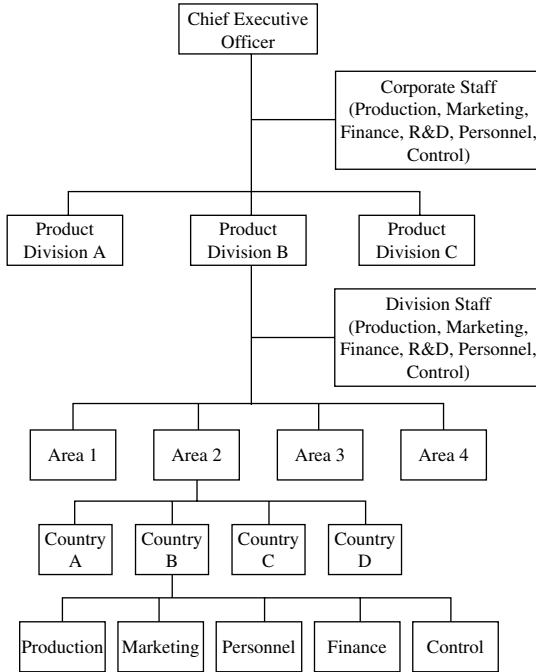 Chief Executive
Officer
Corporate Staff
(Production, Marketing,
Finance, R&D, Personnel,
Control)
Product
Division A
Product
Division B
Product
Division C
Division Staff
(Production, Marketing,
Finance, R&D, Personnel,
Control)
Area 1
Area 2
Area 3
Area 4
Country
A
Country
B
Country
C
Country
D
Production
Marketing
Personnel
Finance
Control